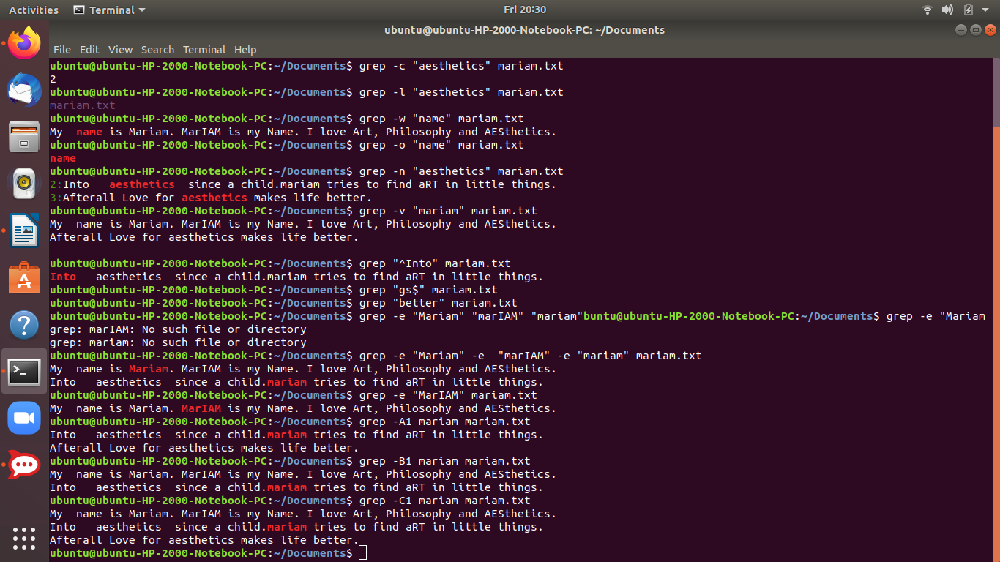 Activities Terminal Fri 20:30
ubuntu@ubuntu-HP-2000-Notebook-PC: ~/Documents
File Edit View Search Terminal Help
ubuntu@ubuntu-HP-2000-Notebook-PC:~/Documents$ grep -c "aesthetics" mariam.txt
2
ubuntu@ubuntu-HP-2000-Notebook-PC:~/Documents$ grep -l "aesthetics" mariam.txt
mariam.txt
ubuntu@ubuntu-HP-2000-Notebook-PC:~/Documents$ grep -w "name" mariam.txt
My  name is Mariam. MarIAM is my Name. I love Art, Philosophy and AESthetics.
ubuntu@ubuntu-HP-2000-Notebook-PC:~/Documents$ grep -o "name" mariam.txt
name
ubuntu@ubuntu-HP-2000-Notebook-PC:~/Documents$ grep -n "aesthetics" mariam.txt
2:Into   aesthetics  since a child.mariam tries to find aRT in little things.
3:Afterall Love for aesthetics makes life better.
ubuntu@ubuntu-HP-2000-Notebook-PC:~/Documents$ grep -v "mariam" mariam.txt
My  name is Mariam. MarIAM is my Name. I love Art, Philosophy and AESthetics.
Afterall Love for aesthetics makes life better.
ubuntu@ubuntu-HP-2000-Notebook-PC:~/Documents$ grep "^Into" mariam.txt
Into   aesthetics  since a child.mariam tries to find aRT in little things.
ubuntu@ubuntu-HP-2000-Notebook-PC:~/Documents$ grep "gs$" mariam.txt
ubuntu@ubuntu-HP-2000-Notebook-PC:~/Documents$ grep "better" mariam.txt
ubuntu@ubuntu-HP-2000-Notebook-PC:~/Documents$ grep -e "Mariam" "marIAM" "mariam"buntu@ubuntu-HP-2000-Notebook-PC:~/Documents$ grep -e "Mariam
grep: marIAM: No such file or directory
grep: mariam: No such file or directory
ubuntu@ubuntu-HP-2000-Notebook-PC:~/Documents$ grep -e "Mariam" -e  "marIAM" -e "mariam" mariam.txt
My  name is Mariam. MarIAM is my Name. I love Art, Philosophy and AESthetics.
Into   aesthetics  since a child.mariam tries to find aRT in little things.
ubuntu@ubuntu-HP-2000-Notebook-PC:~/Documents$ grep -e "MarIAM" mariam.txt
My  name is Mariam. MarIAM is my Name. I love Art, Philosophy and AESthetics.
ubuntu@ubuntu-HP-2000-Notebook-PC:~/Documents$ grep -A1 mariam mariam.txt
Into   aesthetics  since a child.mariam tries to find aRT in little things.
Afterall Love for aesthetics makes life better.
ubuntu@ubuntu-HP-2000-Notebook-PC:~/Documents$ grep -B1 mariam mariam.txt
My  name is Mariam. MarIAM is my Name. I love Art, Philosophy and AESthetics.
Into   aesthetics  since a child.mariam tries to find aRT in little things.
ubuntu@ubuntu-HP-2000-Notebook-PC:~/Documents$ grep -C1 mariam mariam.txt
My  name is Mariam. MarIAM is my Name. I love Art, Philosophy and AESthetics.
Into   aesthetics  since a child.mariam tries to find aRT in little things.
Afterall Love for aesthetics makes life better.
ubuntu@ubuntu-HP-2000-Notebook-PC:~/Documents$